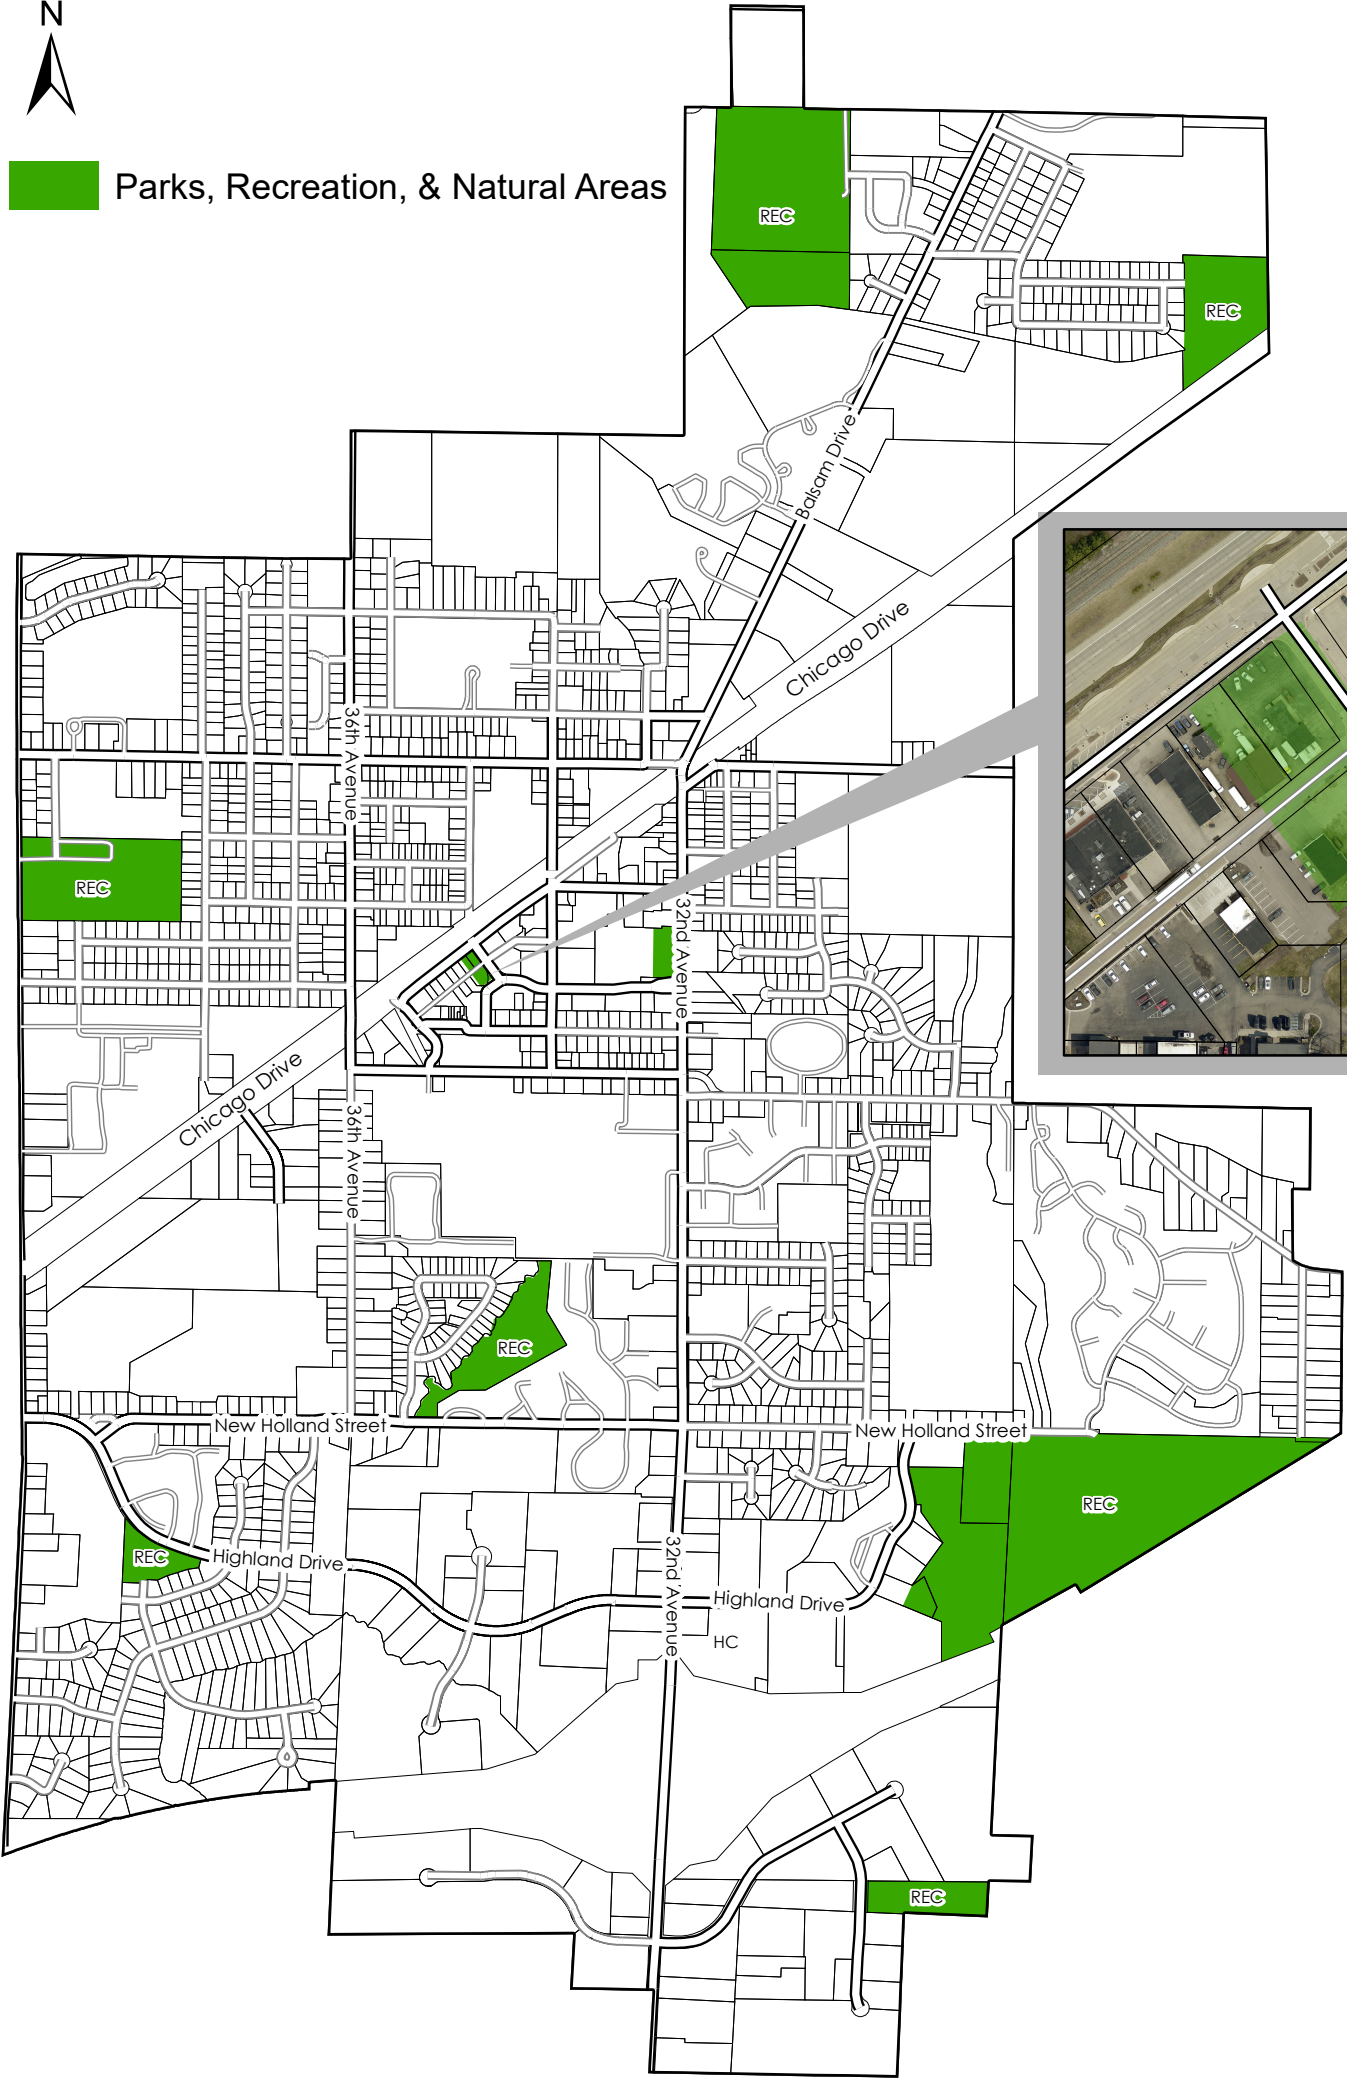 N
Parks, Recreation, & Natural Areas
REC
REC
Balsam Drive
Chicago Drive
36th Avenue
REC
32nd Avenue
Chicago Drive
36th Avenue
REC
New Holland Street
New Holland Street
REC
REC
Highland Drive
32nd Avenue
Highland Drive
HC
REC